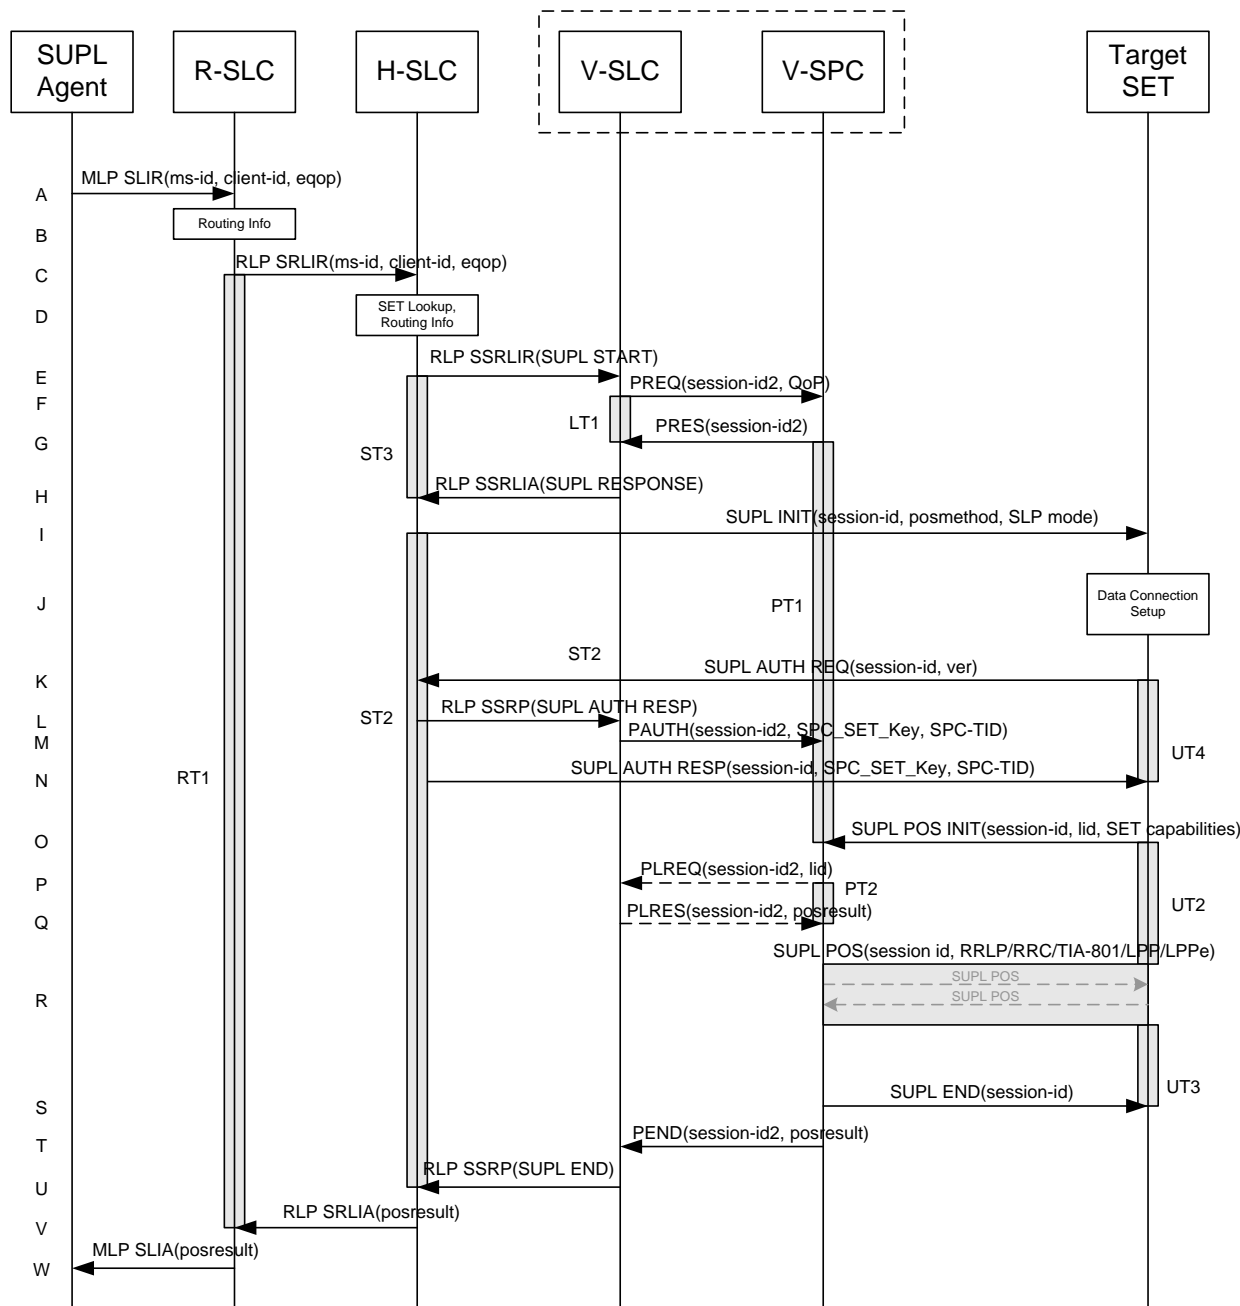 SUPL
Agent
R-SLC
H-SLC
V-SLC
V-SPC
Target
SET
A
MLP SLIR(ms-id, client-id, eqop)
B
Routing Info
C
RLP SRLIR(ms-id, client-id, eqop)
D
SET Lookup,
Routing Info
E
RLP SSRLIR(SUPL START)
F
PREQ(session-id2, QoP)
LT1
G
PRES(session-id2)
ST3
H
RLP SSRLIA(SUPL RESPONSE)
I
SUPL INIT(session-id, posmethod, SLP mode)
J
PT1
Data Connection
Setup
ST2
K
SUPL AUTH REQ(session-id, ver)
ST2
L
RLP SSRP(SUPL AUTH RESP)
M
PAUTH(session-id2, SPC_SET_Key, SPC-TID)
UT4
RT1
N
SUPL AUTH RESP(session-id, SPC_SET_Key, SPC-TID)
O
SUPL POS INIT(session-id, lid, SET capabilities)
P
PLREQ(session-id2, lid)
PT2
UT2
Q
PLRES(session-id2, posresult)
SUPL POS(session id, RRLP/RRC/TIA-801/LPP/LPPe)
SUPL POS
R
SUPL POS
UT3
S
SUPL END(session-id)
T
PEND(session-id2, posresult)
U
RLP SSRP(SUPL END)
V
RLP SRLIA(posresult)
W
MLP SLIA(posresult)